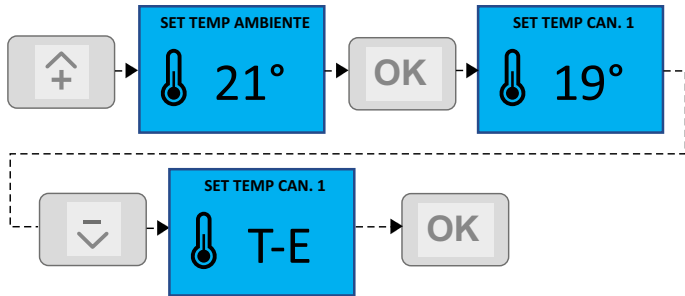 +
SET TEMP AMBIENTE
21°
OK
SET TEMP CAN. 1
19°
-
SET TEMP CAN. 1
T-E
OK